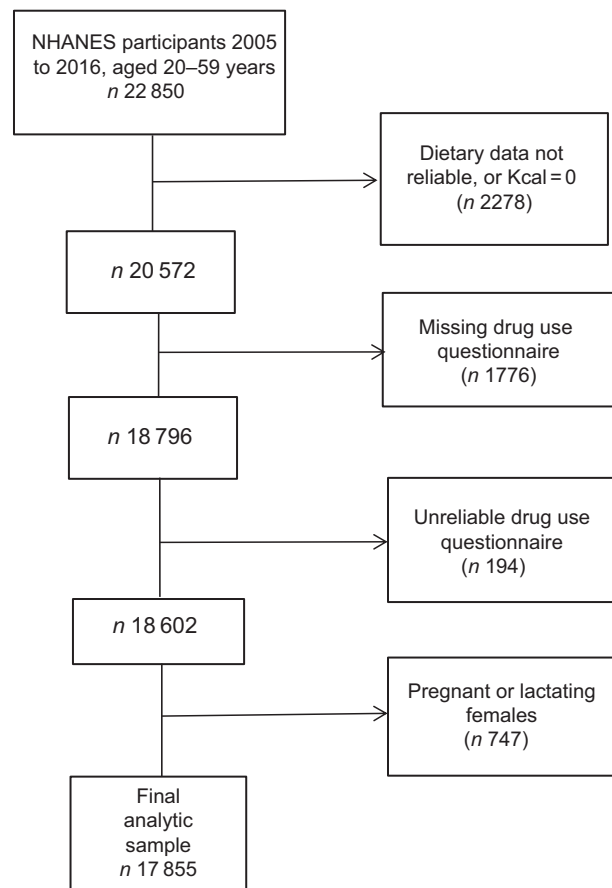 NHANES participants 2005
to 2016, aged 20–59 years
n 22 850
Dietary data not
reliable, or Kcal = 0
(n 2278)
n 20 572
Missing drug use
questionnaire
(n 1776)
n 18 796
Unreliable drug use
questionnaire
(n 194)
n 18 602
Pregnant or lactating
females
(n 747)
Final
analytic
sample
n 17 855